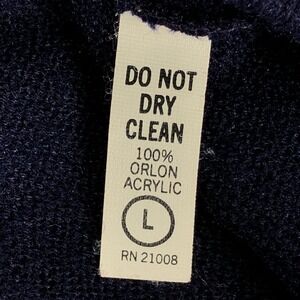 DO NOT
DRY
CLEAN
100%
ORLON
ACRYLIC
L
RN 21008